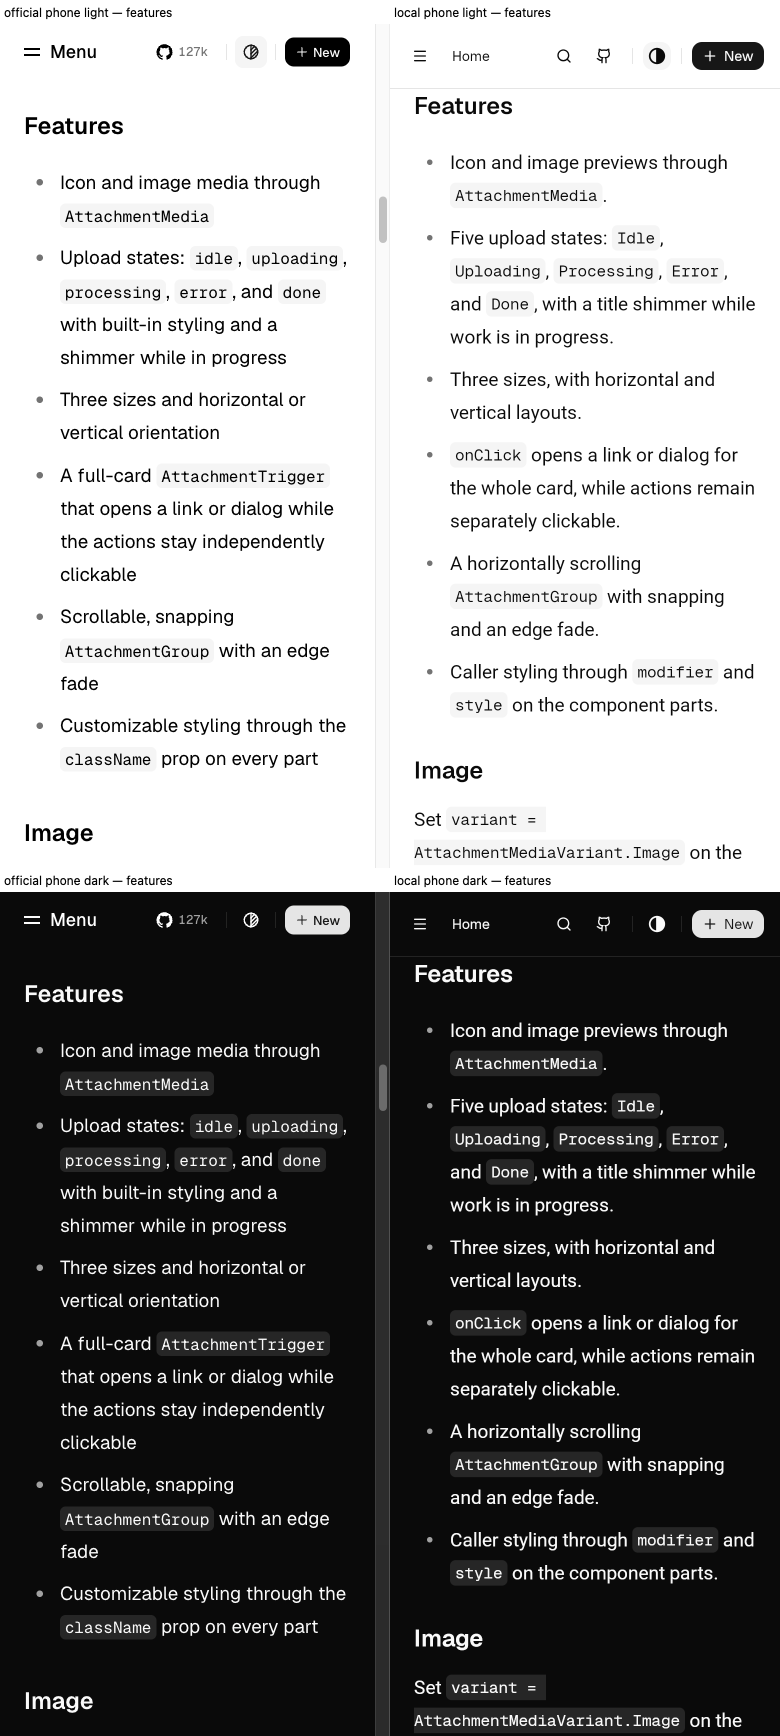 official phone light — features
Menu
127k
New
Features
Icon and image media through
AttachmentMedia
Upload states: idle, uploading,
processing, error, and done
with built-in styling and a
shimmer while in progress
Three sizes and horizontal or
vertical orientation
A full-card AttachmentTrigger
that opens a link or dialog while
the actions stay independently
clickable
Scrollable, snapping
AttachmentGroup with an edge
fade
Customizable styling through the
className prop on every part
Image
local phone light — features
Home
New
Features
Icon and image previews through
AttachmentMedia.
Five upload states: Idle,
Uploading, Processing, Error,
and Done, with a title shimmer while
work is in progress.
Three sizes, with horizontal and
vertical layouts.
onClick opens a link or dialog for
the whole card, while actions remain
separately clickable.
A horizontally scrolling
AttachmentGroup with snapping
and an edge fade.
Caller styling through modifier and
style on the component parts.
Image
Set variant =
AttachmentMediaVariant.Image on the
official phone dark — features
Menu
127k
New
Features
Icon and image media through
AttachmentMedia
Upload states: idle, uploading,
processing, error, and done
with built-in styling and a
shimmer while in progress
Three sizes and horizontal or
vertical orientation
A full-card AttachmentTrigger
that opens a link or dialog while
the actions stay independently
clickable
Scrollable, snapping
AttachmentGroup with an edge
fade
Customizable styling through the
className prop on every part
Image
local phone dark — features
Home
New
Features
Icon and image previews through
AttachmentMedia.
Five upload states: Idle,
Uploading, Processing, Error,
and Done, with a title shimmer while
work is in progress.
Three sizes, with horizontal and
vertical layouts.
onClick opens a link or dialog for
the whole card, while actions remain
separately clickable.
A horizontally scrolling
AttachmentGroup with snapping
and an edge fade.
Caller styling through modifier and
style on the component parts.
Image
Set variant =
AttachmentMediaVariant.Image on the